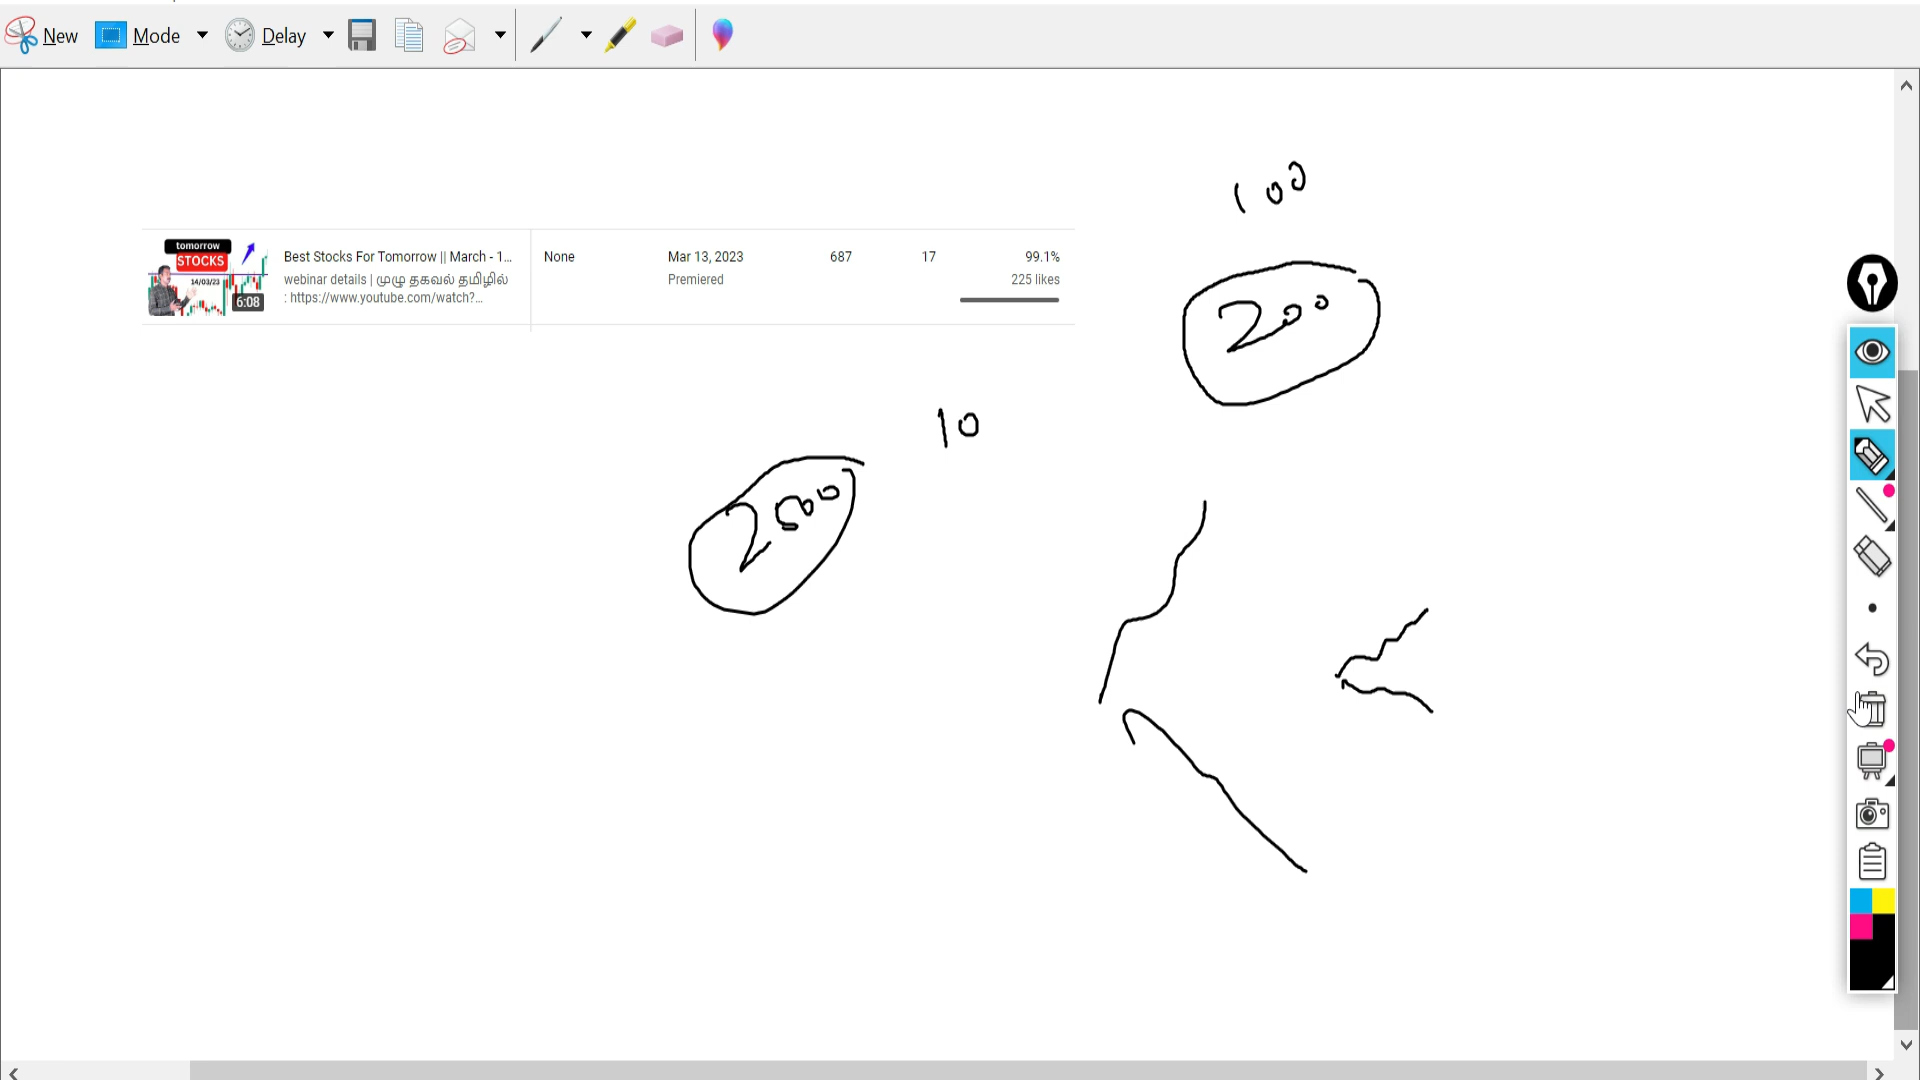 New Mode Delay
100
tomorrow
STOCKS
14/03/23
6:08
Best Stocks For Tomorrow || March - 1...
webinar details | முழு தகவல் தமிழில்
: https://www.youtube.com/watch?...
None
Mar 13, 2023
Premiered
687
17
99.1%
225 likes
200
10
2500